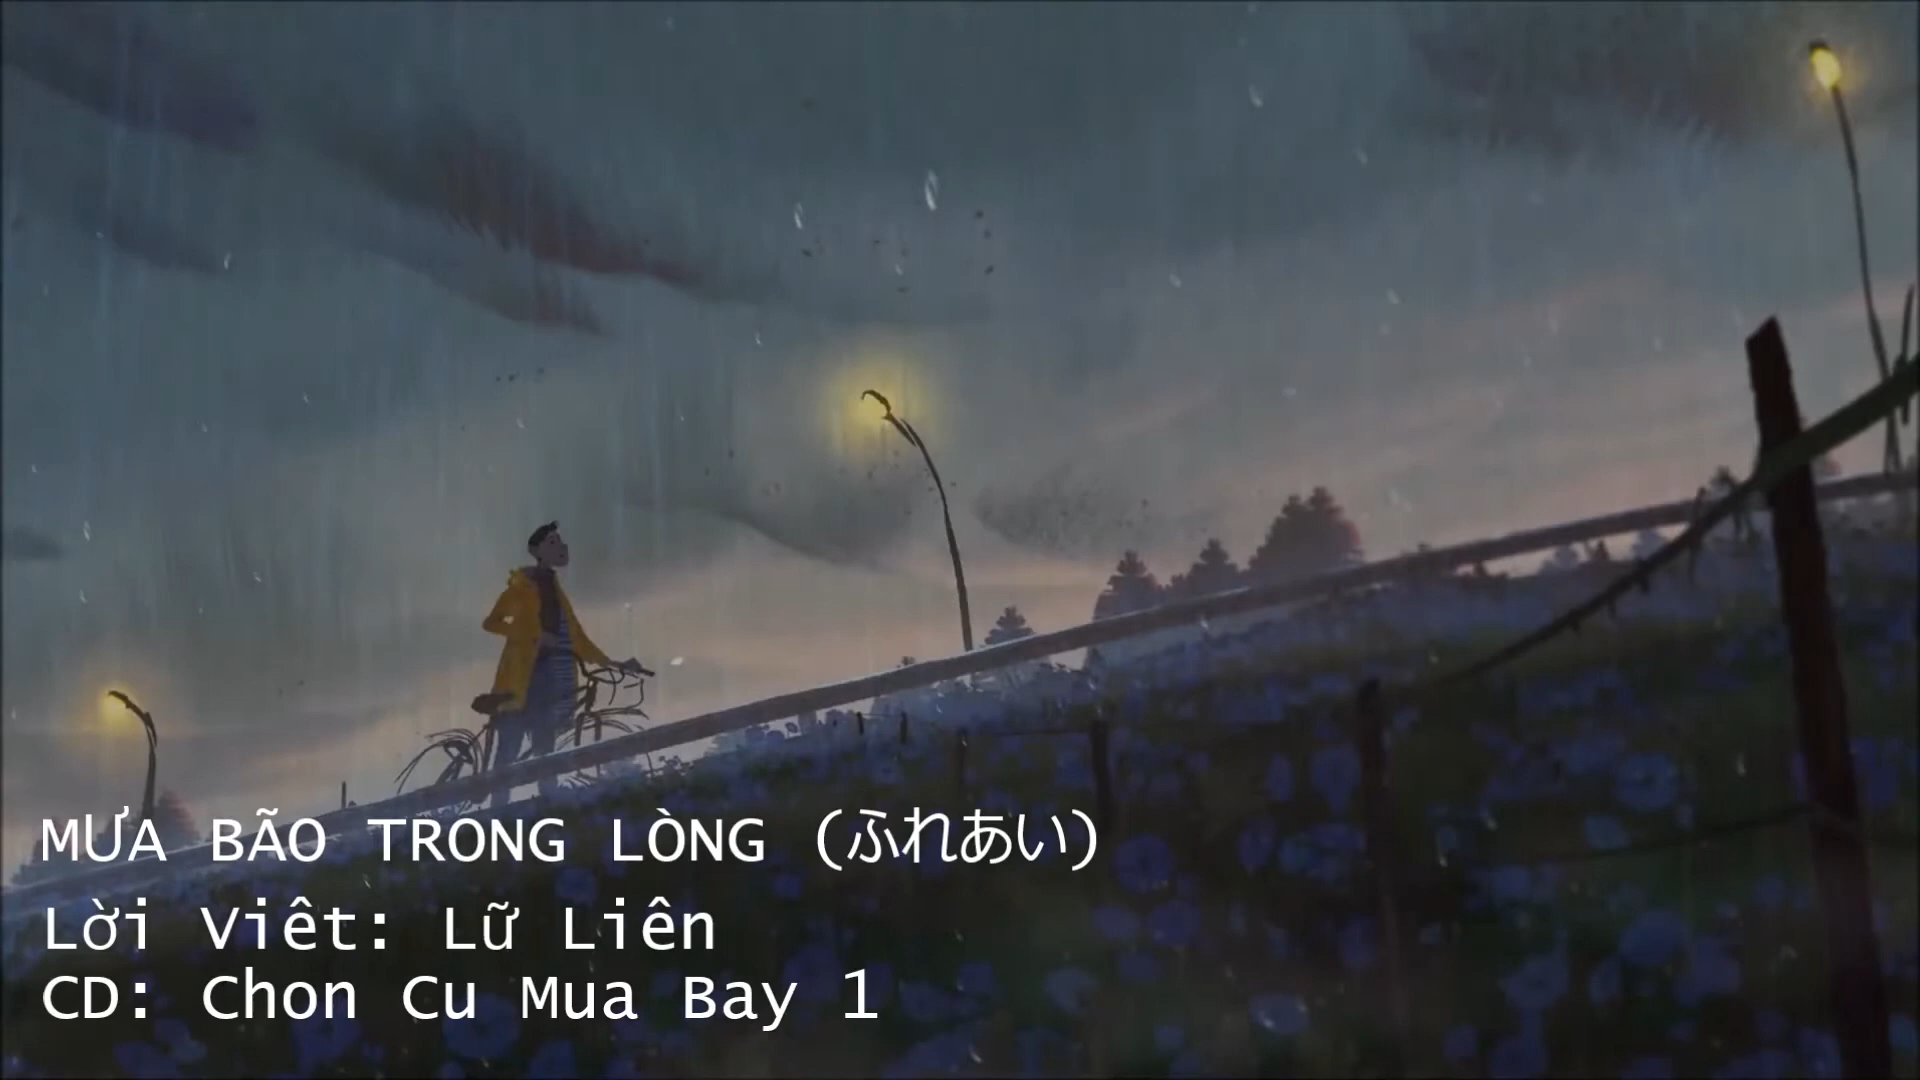 MƯA BÃO TRONG LÒNG (ふれあい)
Lời Viêt: Lữ Liên
CD: Chon Cu Mua Bay 1